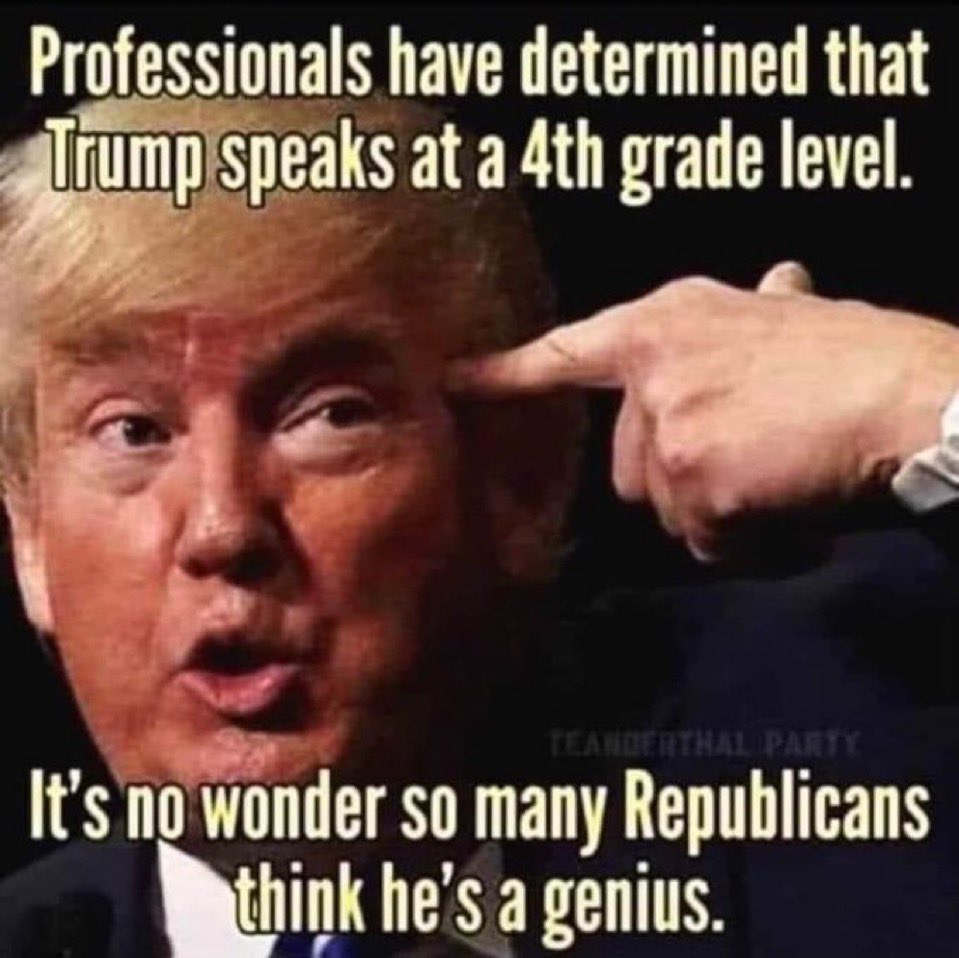 Professionals have determined that
Trump speaks at a 4th grade level.
TEANDERTHAL PARTY
It's no wonder so many Republicans
think he's a genius.